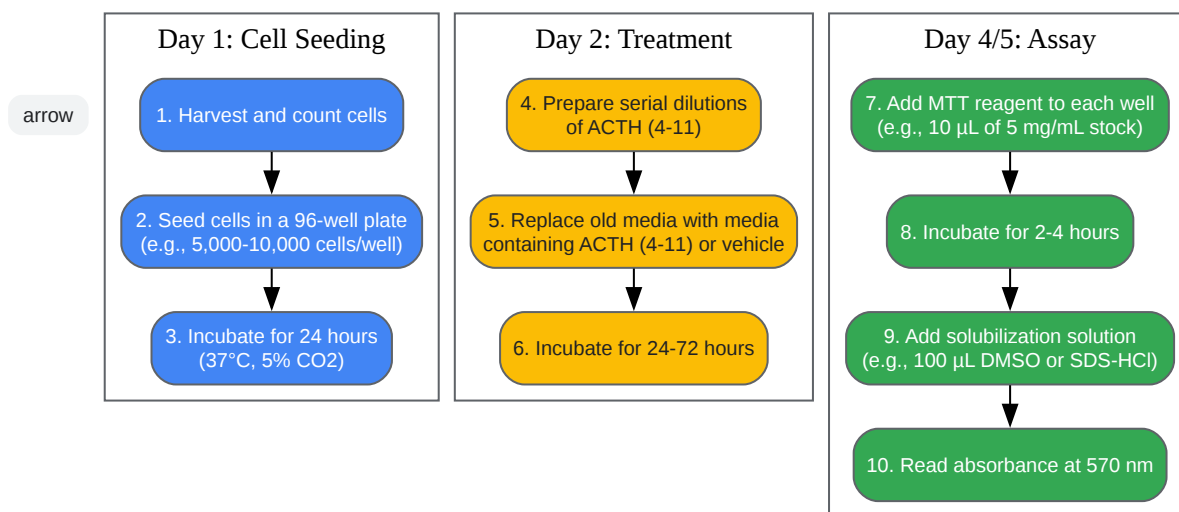 arrow
Day 1: Cell Seeding
1. Harvest and count cells
2. Seed cells in a 96-well plate
(e.g., 5,000-10,000 cells/well)
3. Incubate for 24 hours
(37°C, 5% CO2)
Day 2: Treatment
4. Prepare serial dilutions
of ACTH (4-11)
5. Replace old media with media
containing ACTH (4-11) or vehicle
6. Incubate for 24-72 hours
Day 4/5: Assay
7. Add MTT reagent to each well
(e.g., 10 µL of 5 mg/mL stock)
8. Incubate for 2-4 hours
9. Add solubilization solution
(e.g., 100 µL DMSO or SDS-HCl)
10. Read absorbance at 570 nm